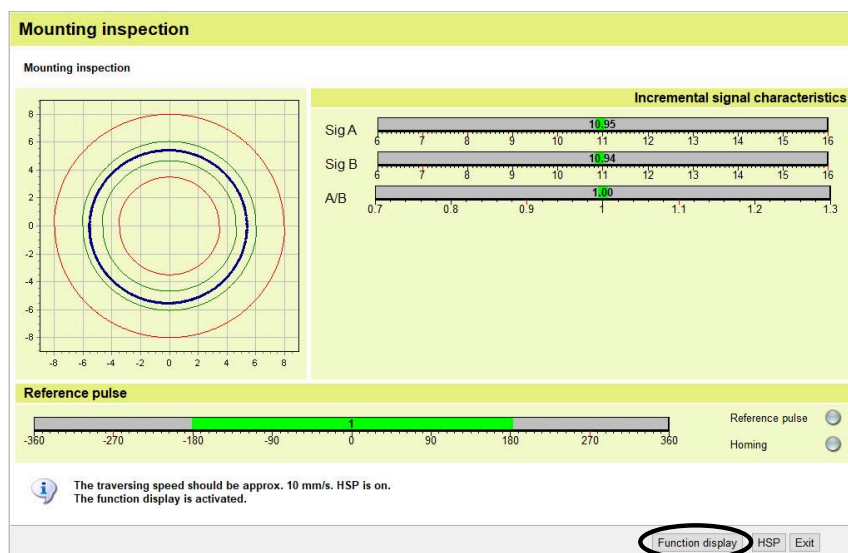 Mounting inspection
Mounting inspection
8
6
4
2
0
-2
-4
-6
-8
-8 -6 -4 -2 0 2 4 6 8
Incremental signal characteristics
Sig A
10.95
6 7 8 9 10 11 12 13 14 15 16
Sig B
10.94
6 7 8 9 10 11 12 13 14 15 16
A/B
1.00
0.7 0.8 0.9 1 1.1 1.2 1.3
Reference pulse
1
-360 -270 -180 -90 0 90 180 270 360
Reference pulse
Homing
The traversing speed should be approx. 10 mm/s. HSP is on.
The function display is activated.
Function display HSP Exit